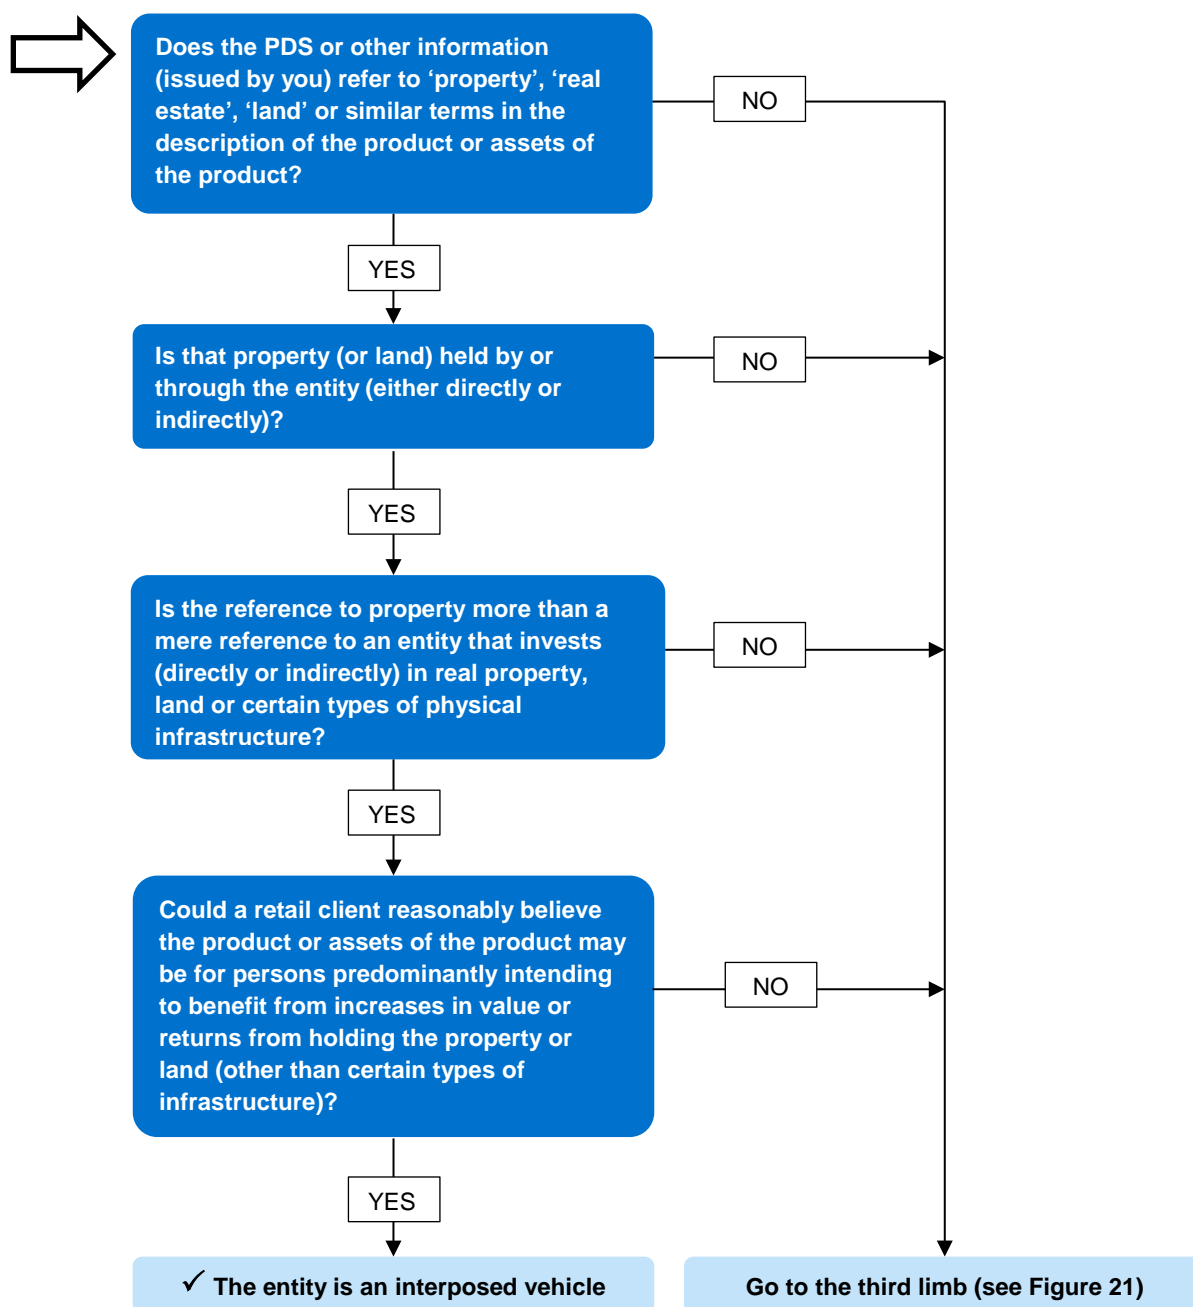 Does the PDS or other information
(issued by you) refer to ‘property’, ‘real
estate’, ‘land’ or similar terms in the
description of the product or assets of
the product?
NO
YES
Is that property (or land) held by or
through the entity (either directly or
indirectly)?
NO
YES
Is the reference to property more than a
mere reference to an entity that invests
(directly or indirectly) in real property,
land or certain types of physical
infrastructure?
NO
YES
Could a retail client reasonably believe
the product or assets of the product may
be for persons predominantly intending
to benefit from increases in value or
returns from holding the property or
land (other than certain types of
infrastructure)?
NO
YES
✓ The entity is an interposed vehicle
Go to the third limb (see Figure 21)